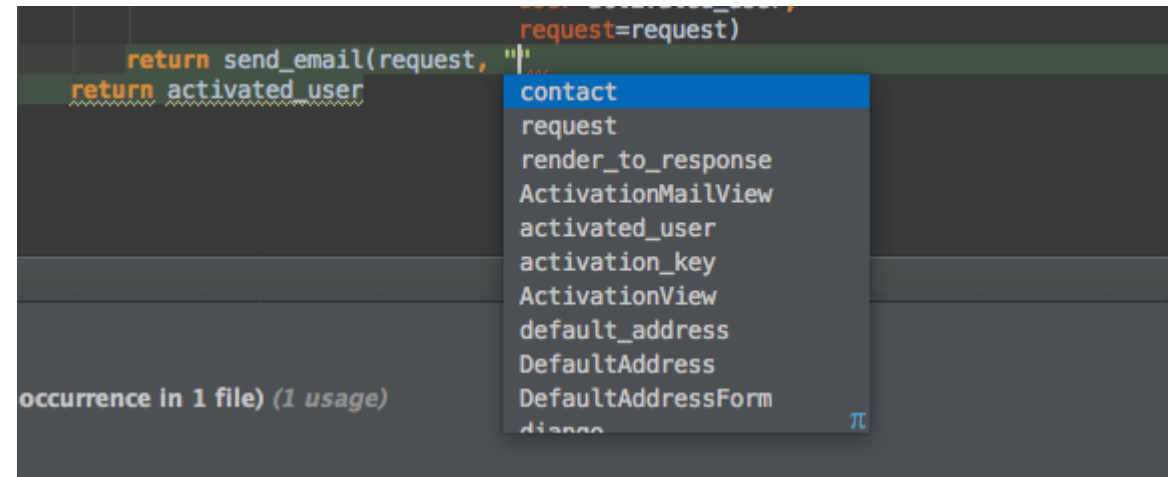 request=request)
return send_email(request, ""
return activated_user
contact
request
render_to_response
ActivationMailView
activated_user
activation_key
ActivationView
default_address
DefaultAddress
DefaultAddressForm
django
occurrence in 1 file) (1 usage)
π